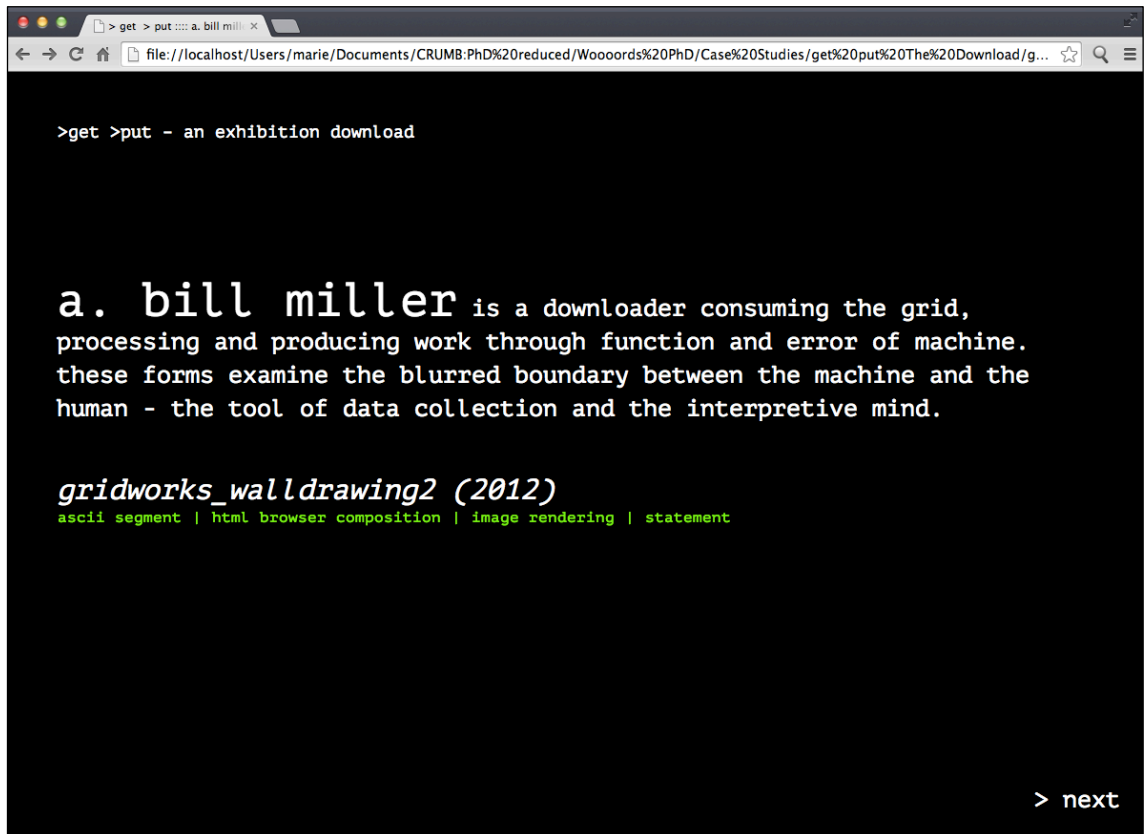 > get > put :::: a. bill mill
file://localhost/Users/marie/Documents/CRUMB:PhD%20reduced/Woooords%20PhD/Case%20Studies/get%20put%20The%20Download/g...
>get >put – an exhibition download
a. bill miller is a downloader consuming the grid,
processing and producing work through function and error of machine.
these forms examine the blurred boundary between the machine and the
human - the tool of data collection and the interpretive mind.
gridworks_walldrawing2 (2012)
ascii segment | html browser composition | image rendering | statement
> next